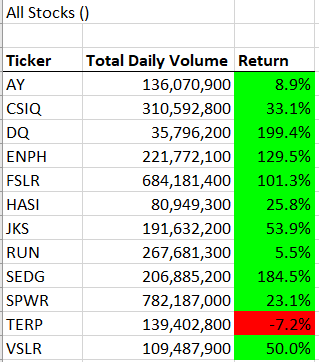 All Stocks ()
Ticker Total Daily Volume Return
AY 136,070,900 8.9%
CSIQ 310,592,800 33.1%
DQ 35,796,200 199.4%
ENPH 221,772,100 129.5%
FSLR 684,181,400 101.3%
HASI 80,949,300 25.8%
JKS 191,632,200 53.9%
RUN 267,681,300 5.5%
SEDG 206,885,200 184.5%
SPWR 782,187,000 23.1%
TERP 139,402,800 -7.2%
VSLR 109,487,900 50.0%